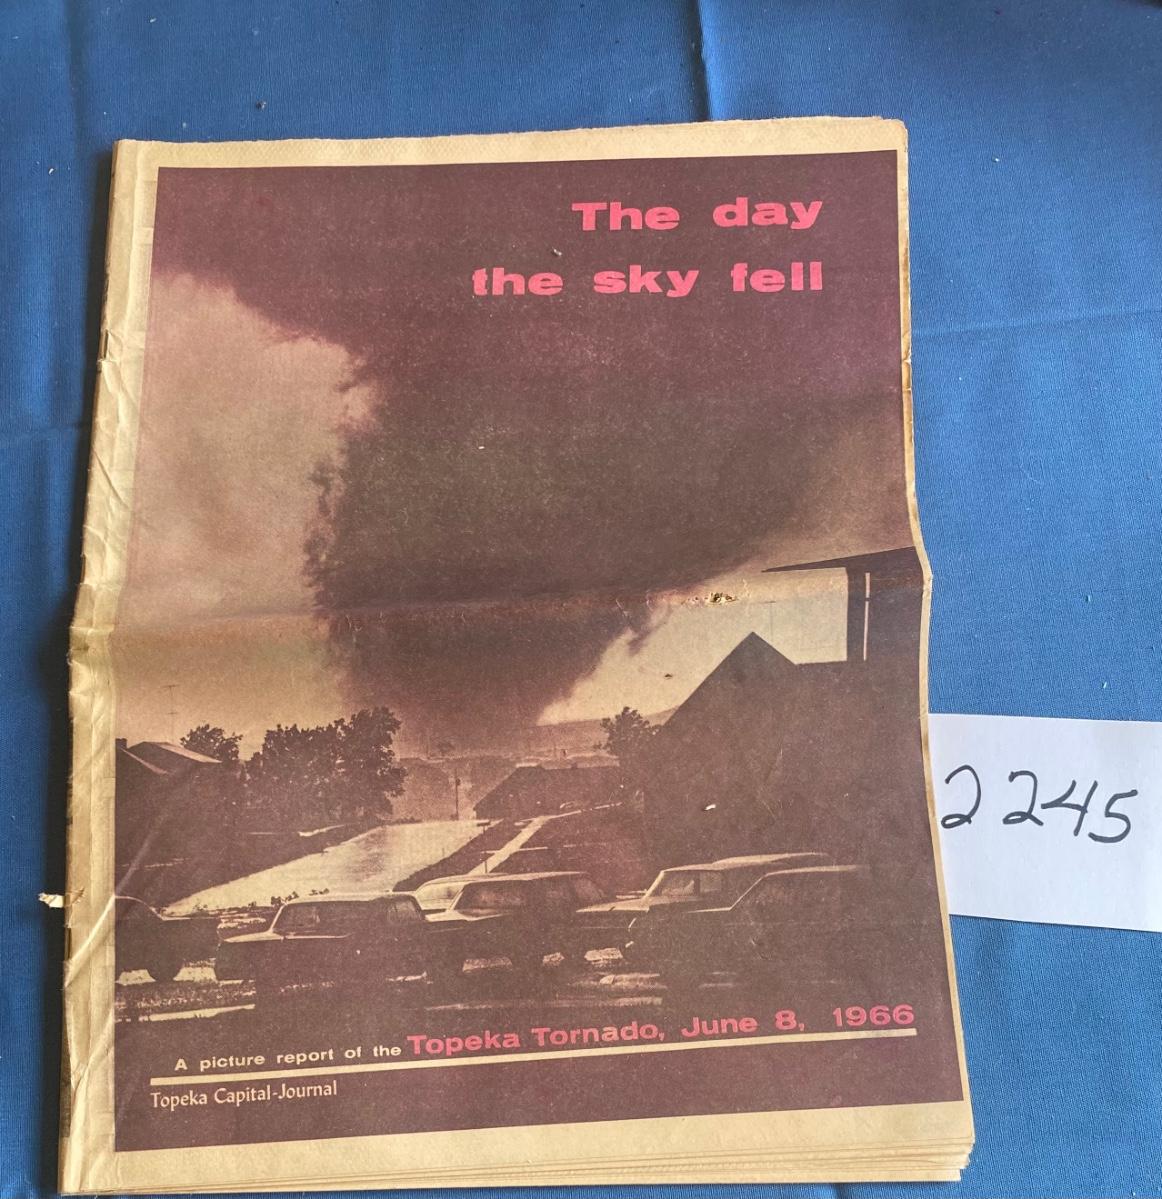 The day
the sky fell
2245
A picture report of the Topeka Tornado, June 8, 1966
Topeka Capital-Journal